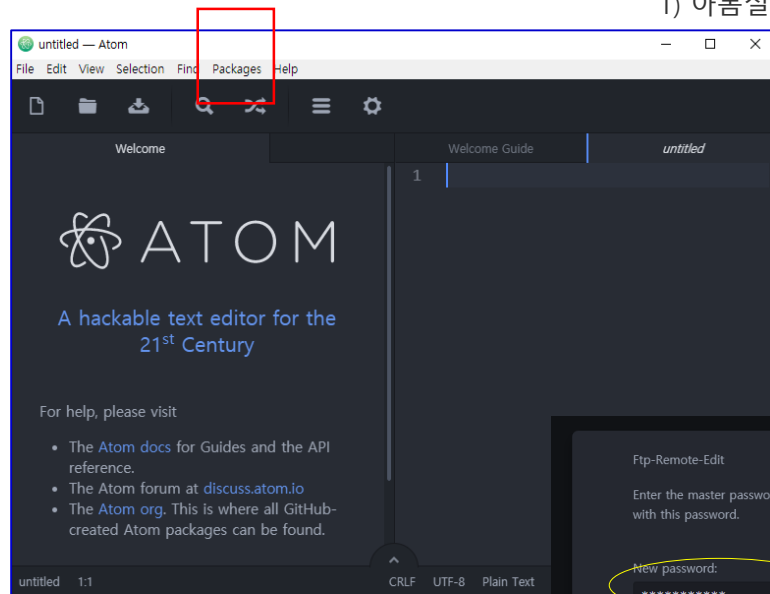 1) 아톰설
untitled — Atom
File Edit View Selection Find Packages Help
Welcome
Welcome Guide
untitled
1
ATOM
A hackable text editor for the
21st Century
For help, please visit
• The Atom docs for Guides and the API
reference.
• The Atom forum at discuss.atom.io
• The Atom org. This is where all GitHub-
created Atom packages can be found.
Ftp-Remote-Edit
Enter the master passwo
with this password.
New password:
***********
untitled 1:1
CRLF UTF-8 Plain Text